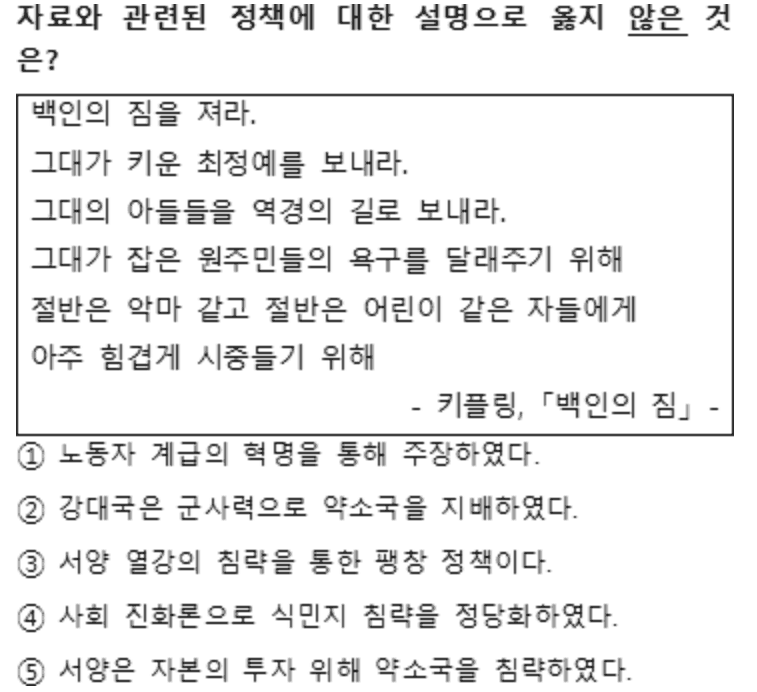 자료와 관련된 정책에 대한 설명으로 옳지 않은 것
은?
백인의 짐을 져라.
그대가 키운 최정예를 보내라.
그대의 아들들을 역경의 길로 보내라.
그대가 잡은 원주민들의 욕구를 달래주기 위해
절반은 악마 같고 절반은 어린이 같은 자들에게
아주 힘겹게 시중들기 위해
- 키플링, 「백인의 짐」 -
① 노동자 계급의 혁명을 통해 주장하였다.
② 강대국은 군사력으로 약소국을 지배하였다.
③ 서양 열강의 침략을 통한 팽창 정책이다.
④ 사회 진화론으로 식민지 침략을 정당화하였다.
⑤ 서양은 자본의 투자 위해 약소국을 침략하였다.